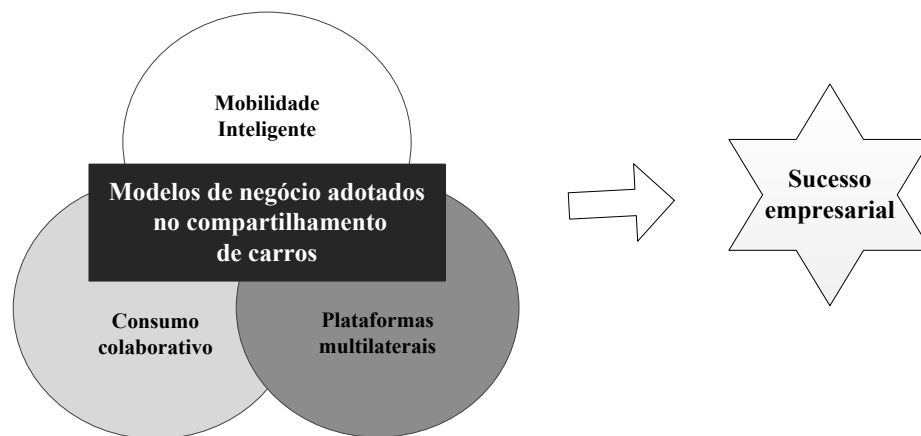 Mobilidade
Inteligente
Modelos de negócio adotados
no compartilhamento
de carros
Consumo
colaborativo
Plataformas
multilaterais
Sucesso
empresarial